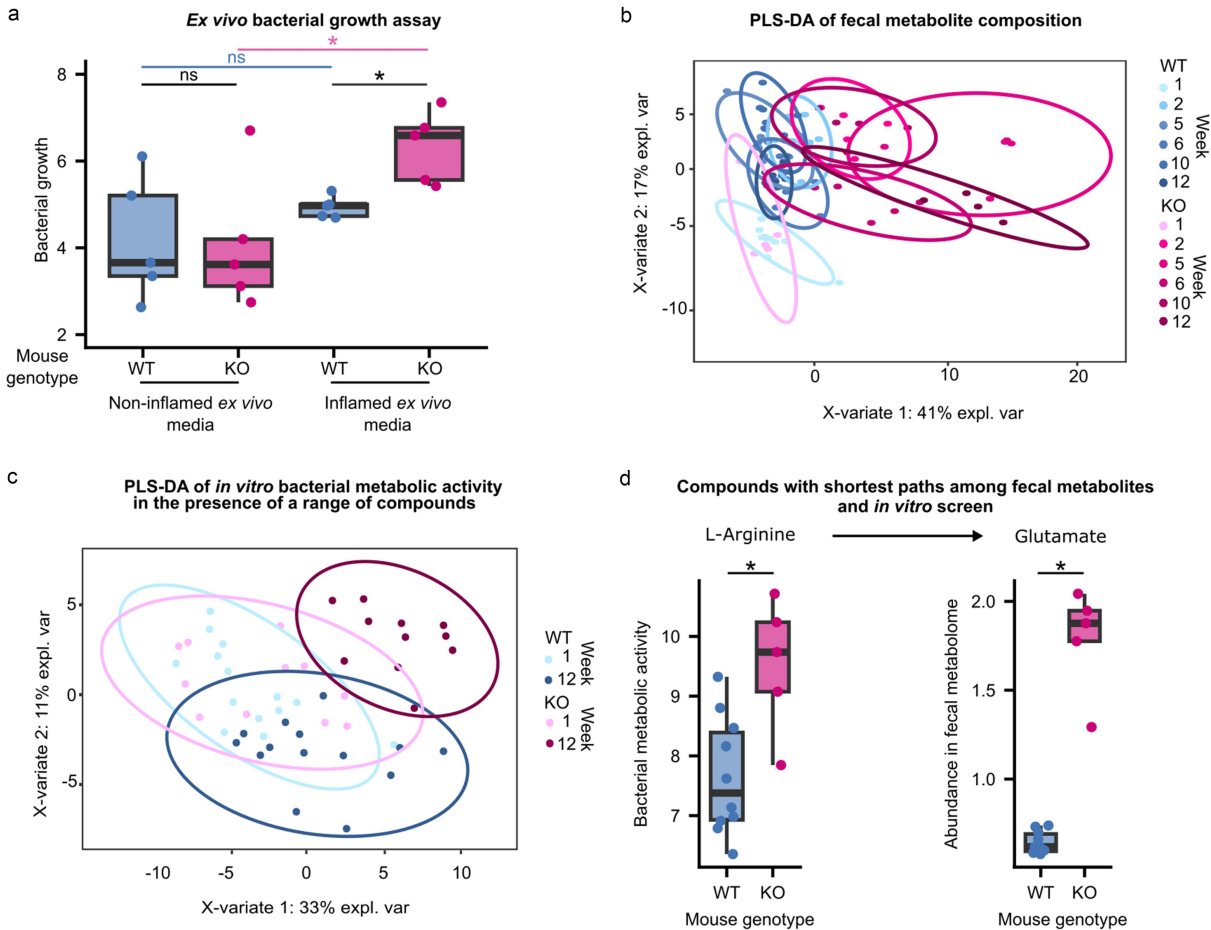 a
Ex vivo bacterial growth assay
*
ns
ns
*
8
6
4
2
Bacterial growth
Mouse
genotype
WT
KO
WT
KO
Non-inflamed ex vivo
media
Inflamed ex vivo
media
b
PLS-DA of fecal metabolite composition
5
0
-5
-10
X-variate 2: 17% expl. var
0
10
20
X-variate 1: 41% expl. var
WT
1
2
5
6
10
12
Week
KO
1
2
5
6
10
12
Week
c
PLS-DA of in vitro bacterial metabolic activity
in the presence of a range of compounds
5
0
-5
X-variate 2: 11% expl. var
-10
-5
0
5
10
X-variate 1: 33% expl. var
WT
1
12
Week
KO
1
12
Week
d
Compounds with shortest paths among fecal metabolites
and in vitro screen
L-Arginine
Glutamate
*
10
9
8
7
Bacterial metabolic activity
WT
KO
Mouse genotype
*
2.0
1.5
1.0
Abundance in fecal metabolome
WT
KO
Mouse genotype